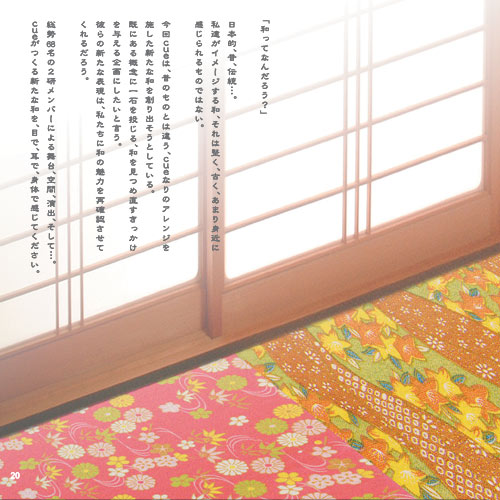 「和ってなんだろう？」
日本的、昔、伝統…。
私達がイメージする和、それは堅く、古く、あまり身近に
感じられるものではない。
今回cueは、昔のものとは違う、cueなりのアレンジを
施した新たな和を創り出そうとしている。
既にある概念に一石を投じる、和を見つめ直すきっかけ
を与える企画にしたいと言う。
彼らの新たな表現は、私たちに和の魅力を再確認させて
くれるだろう。
総勢68名の2研メンバーによる舞台、空間、演出、そして…。
cueがつくる新たな和を、目で、耳で、身体で感じてください。
20